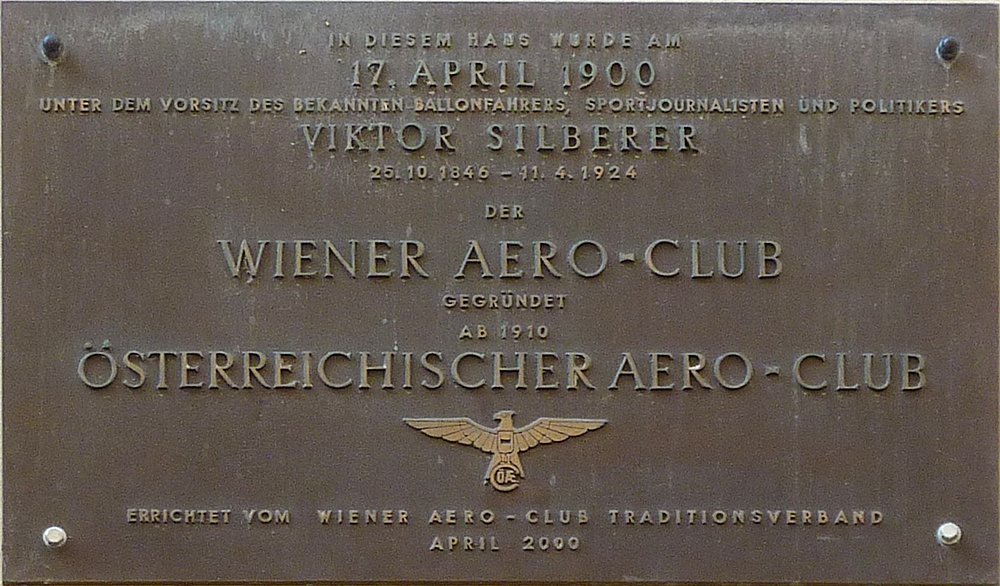 IN DIESEM HAUS WURDE AM
17. APRIL 1900
UNTER DEM VORSITZ DES BEKANNTEN BALLONFAHRERS, SPORTJOURNALISTEN UND POLITIKERS
VIKTOR SILBERER
25.10.1846 - 11.4.1924
DER
WIENER AERO-CLUB
GEGRÜNDET
AB 1910
ÖSTERREICHISCHER AERO-CLUB
ÖAeC
ERRICHTET VOM WIENER AERO-CLUB TRADITIONSVERBAND
APRIL 2000